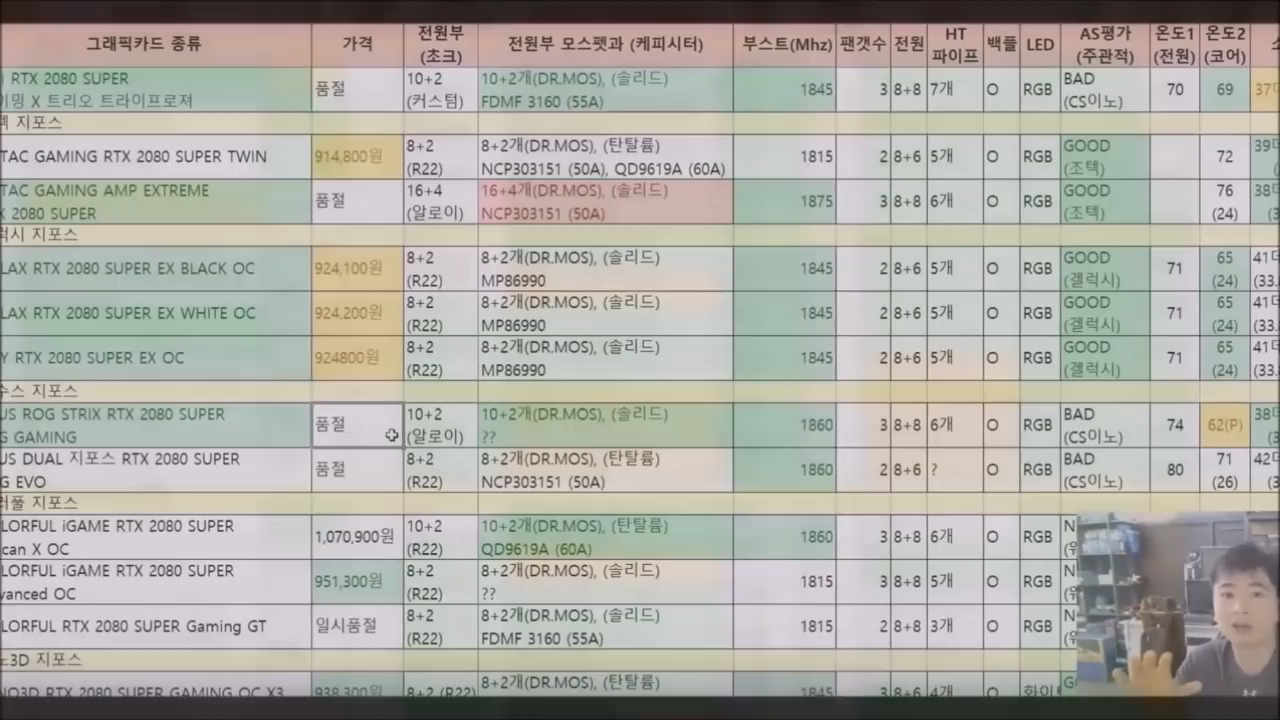 그래픽카드 종류 가격 전원부 (초크) 전원부 모스펫과 (케피시터) 부스트(Mhz) 팬갯수 전원 HT 파이프 백플 LED AS평가 (주관적) 온도1 (전원) 온도2 (코어)
RTX 2080 SUPER 품절 10+2 10+2개(DR.MOS), (솔리드) 1845 3 8+8 7개 O RGB BAD 70 69
X 트리오 트라이프로져 (커스텀) FDMF 3160 (55A) (CS이노)
지포스
TAC GAMING RTX 2080 SUPER TWIN 914,800원 8+2 8+2개(DR.MOS), (탄탈륨) 1815 2 8+6 5개 O RGB GOOD 72
(R22) NCP303151 (50A), QD9619A (60A) (조텍)
TAC GAMING AMP EXTREME 품절 16+4 16+4개(DR.MOS), (솔리드) 1875 3 8+8 6개 O RGB GOOD 76
2080 SUPER (알로이) NCP303151 (50A) (조텍) (24)
지포스
LAX RTX 2080 SUPER EX BLACK OC 924,100원 8+2 8+2개(DR.MOS), (솔리드) 1845 2 8+6 5개 O RGB GOOD 71 65
(R22) MP86990 (겔럭시) (24) (33.
LAX RTX 2080 SUPER EX WHITE OC 924,200원 8+2 8+2개(DR.MOS), (솔리드) 1845 2 8+6 5개 O RGB GOOD 71 65
(R22) MP86990 (겔럭시) (24) (33.
Y RTX 2080 SUPER EX OC 924800원 8+2 8+2개(DR.MOS), (솔리드) 1845 2 8+6 5개 O RGB GOOD 71 65
(R22) MP86990 (겔럭시) (24) (33.
지포스
US ROG STRIX RTX 2080 SUPER 품절 10+2 10+2개(DR.MOS), (솔리드) 1860 3 8+8 6개 O RGB BAD 74 62(P)
G GAMING (알로이) ?? (CS이노)
US DUAL 지포스 RTX 2080 SUPER 품절 8+2 8+2개(DR.MOS), (탄탈륨) 1860 2 8+6 ? O RGB BAD 80 71
G EVO (R22) NCP303151 (50A) (CS이노) (26)
지포스
LORFUL iGAME RTX 2080 SUPER 1,070,900원 10+2 10+2개(DR.MOS), (탄탈륨) 1860 3 8+8 6개 O RGB
can X OC (R22) QD9619A (60A)
LORFUL iGAME RTX 2080 SUPER 951,300원 8+2 8+2개(DR.MOS), (솔리드) 1815 3 8+8 5개 O RGB
vanced OC (R22) ??
LORFUL RTX 2080 SUPER Gaming GT 일시품절 8+2 8+2개(DR.MOS), (솔리드) 1815 2 8+8 3개 O RGB
(R22) FDMF 3160 (55A)
3D 지포스
NO3D RTX 2080 SUPER GAMING OC X3 938,300원 8+2 (R22) 8+2개(DR.MOS), (탄탈륨) 1845 3 8+6 4개 O